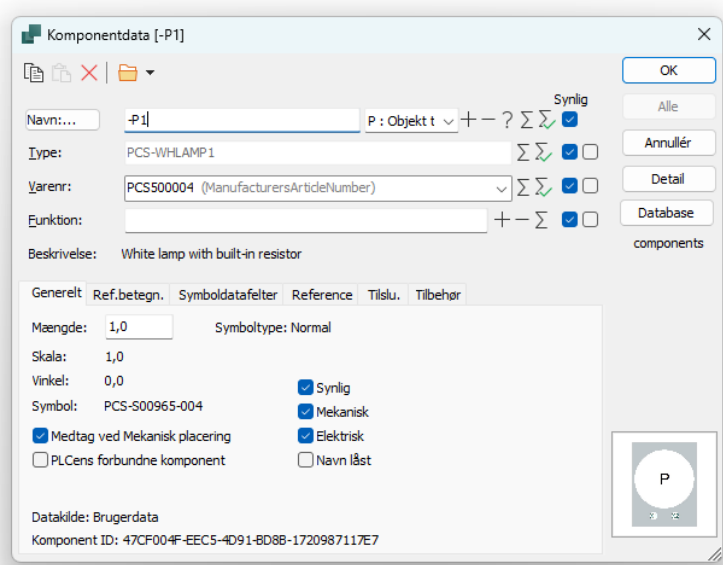 Komponentdata [-P1]
OK
Synlig
Alle
Navn:...
-P1
P : Objekt t
Type:
PCS-WHLAMP1
Annullér
Varenr:
PCS500004 (ManufacturersArticleNumber)
Detail
Funktion:
Database
Beskrivelse:
White lamp with built-in resistor
components
Generelt Ref.betegn. Symboldatafelter Reference Tilslu. Tilbehør
Mængde: 1,0 Symboltype: Normal
Skala: 1,0
Vinkel: 0,0
Synlig
Symbol: PCS-S00965-004
Mekanisk
Medtag ved Mekanisk placering
Elektrisk
PLCens forbundne komponent
Navn låst
P
Datakilde: Brugerdata
Komponent ID: 47CF004F-EEC5-4D91-BD8B-1720987117E7